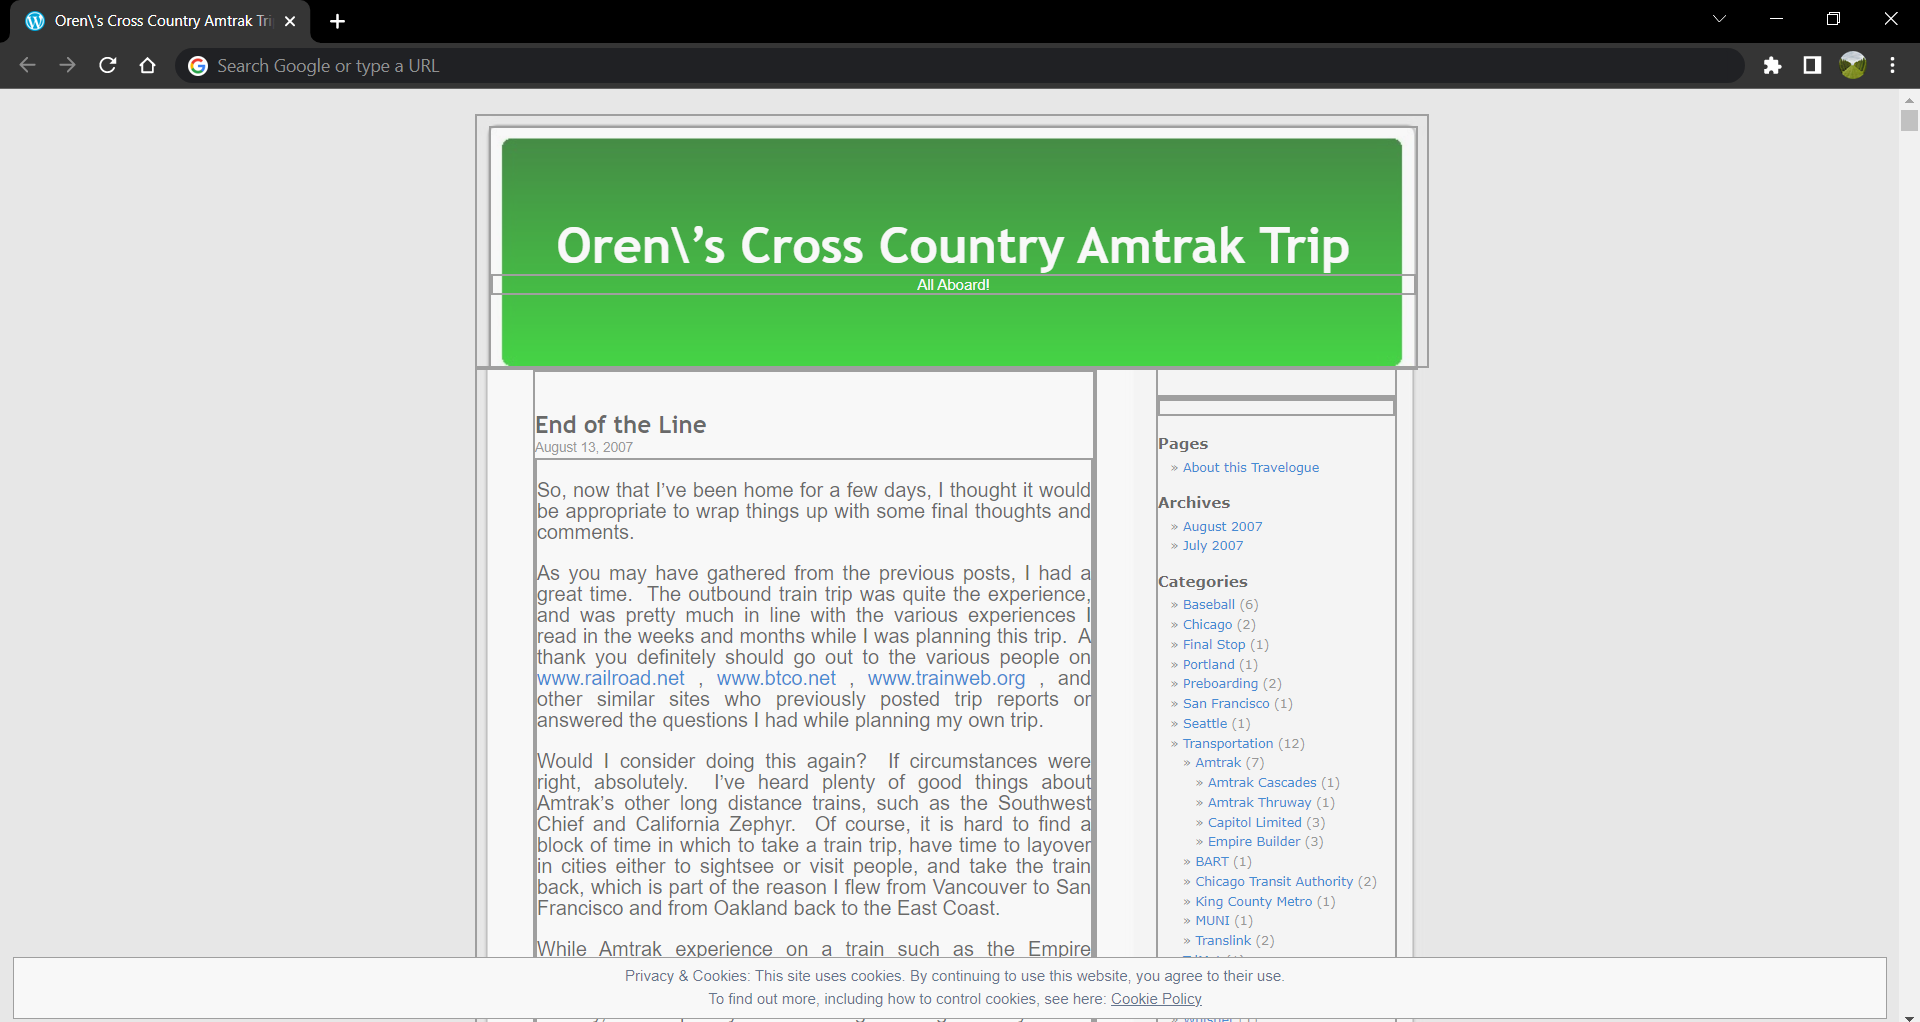 Oren\'s Cross Country Amtrak Tri
Search Google or type a URL
Oren\’s Cross Country Amtrak Trip
All Aboard!
End of the Line
August 13, 2007
So, now that I’ve been home for a few days, I thought it would
be appropriate to wrap things up with some final thoughts and
comments.
As you may have gathered from the previous posts, I had a
great time.  The outbound train trip was quite the experience,
and was pretty much in line with the various experiences I
read in the weeks and months while I was planning this trip.  A
thank you definitely should go out to the various people on
www.railroad.net , www.btco.net , www.trainweb.org , and
other similar sites who previously posted trip reports or
answered the questions I had while planning my own trip.
Would I consider doing this again?  If circumstances were
right, absolutely.  I’ve heard plenty of good things about
Amtrak’s other long distance trains, such as the Southwest
Chief and California Zephyr.  Of course, it is hard to find a
block of time in which to take a train trip, have time to layover
in cities either to sightsee or visit people, and take the train
back, which is part of the reason I flew from Vancouver to San
Francisco and from Oakland back to the East Coast.
While Amtrak experience on a train such as the Empire
Pages
» About this Travelogue
Archives
» August 2007
» July 2007
Categories
» Baseball (6)
» Chicago (2)
» Final Stop (1)
» Portland (1)
» Preboarding (2)
» San Francisco (1)
» Seattle (1)
» Transportation (12)
» Amtrak (7)
» Amtrak Cascades (1)
» Amtrak Thruway (1)
» Capitol Limited (3)
» Empire Builder (3)
» BART (1)
» Chicago Transit Authority (2)
» King County Metro (1)
» MUNI (1)
» Translink (2)
Privacy & Cookies: This site uses cookies. By continuing to use this website, you agree to their use.
To find out more, including how to control cookies, see here: Cookie Policy